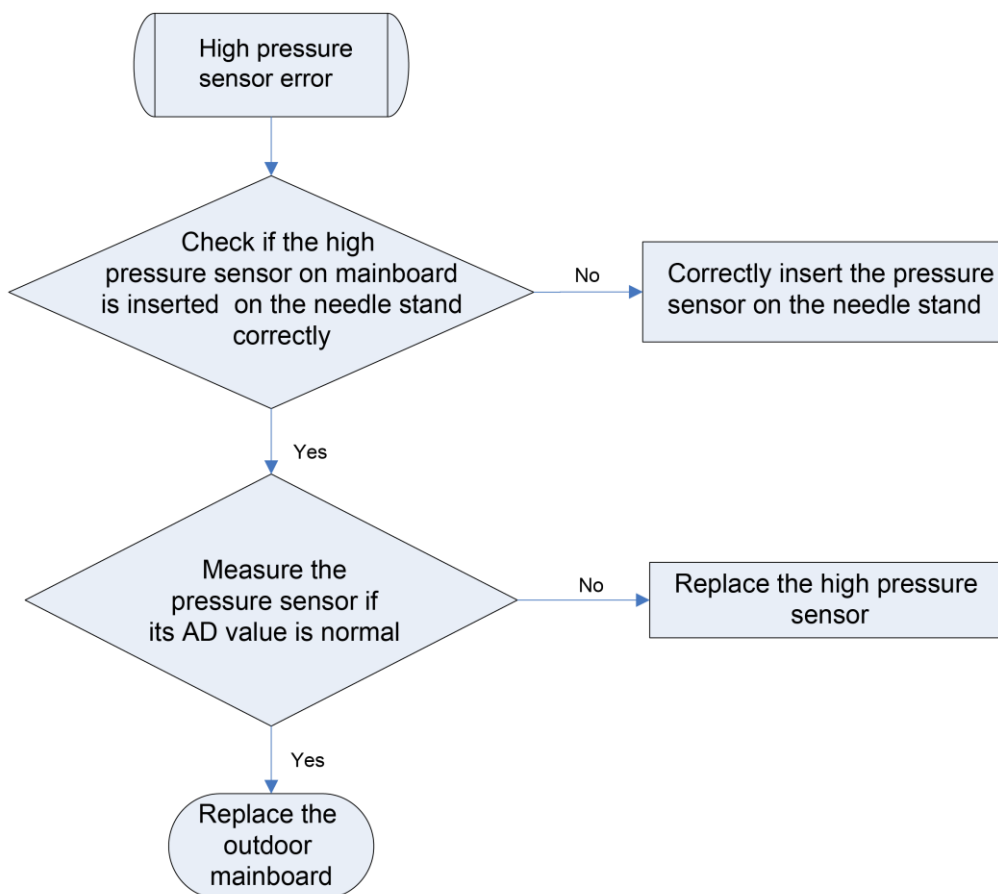 High pressure
sensor error
Check if the high
pressure sensor on mainboard
is inserted on the needle stand
correctly
No
Correctly insert the pressure
sensor on the needle stand
Yes
Measure the
pressure sensor if
its AD value is normal
No
Replace the high pressure
sensor
Yes
Replace the
outdoor
mainboard